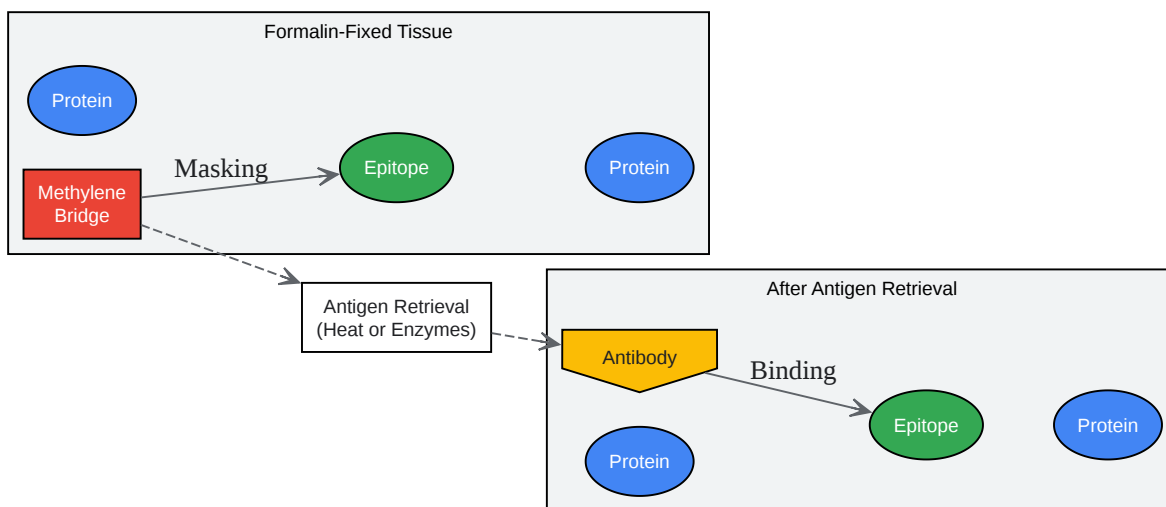 Formalin-Fixed Tissue
Protein
Masking
Epitope
Protein
Methylene
Bridge
Antigen Retrieval
(Heat or Enzymes)
After Antigen Retrieval
Antibody
Binding
Epitope
Protein
Protein